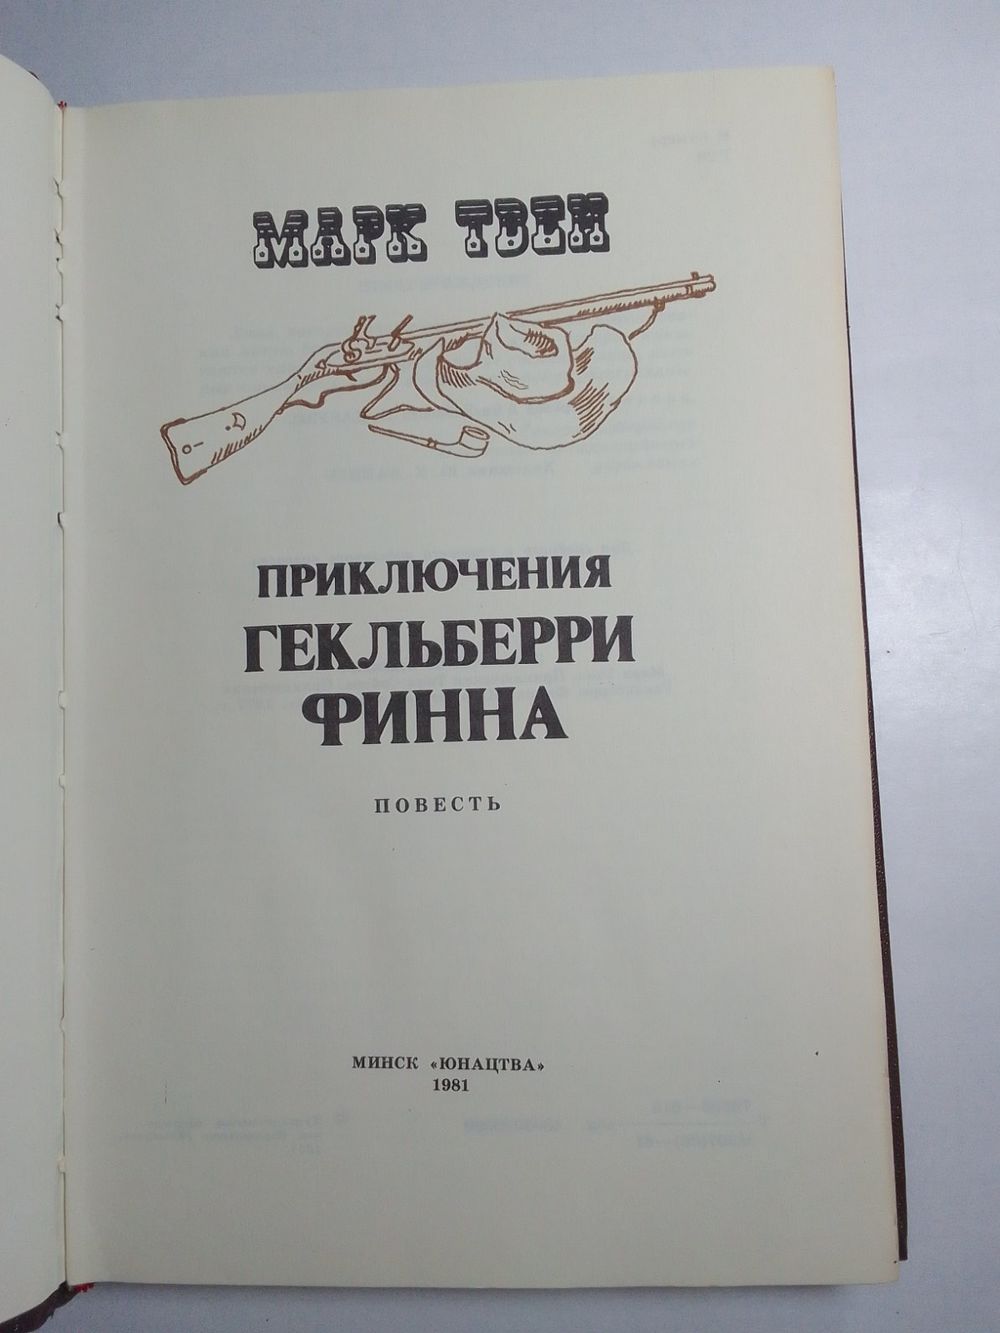 МАРК ТВЕН
ПРИКЛЮЧЕНИЯ
ГЕКЛЬБЕРРИ
ФИННА
ПОВЕСТЬ
МИНСК «ЮНАЦТВА»
1981